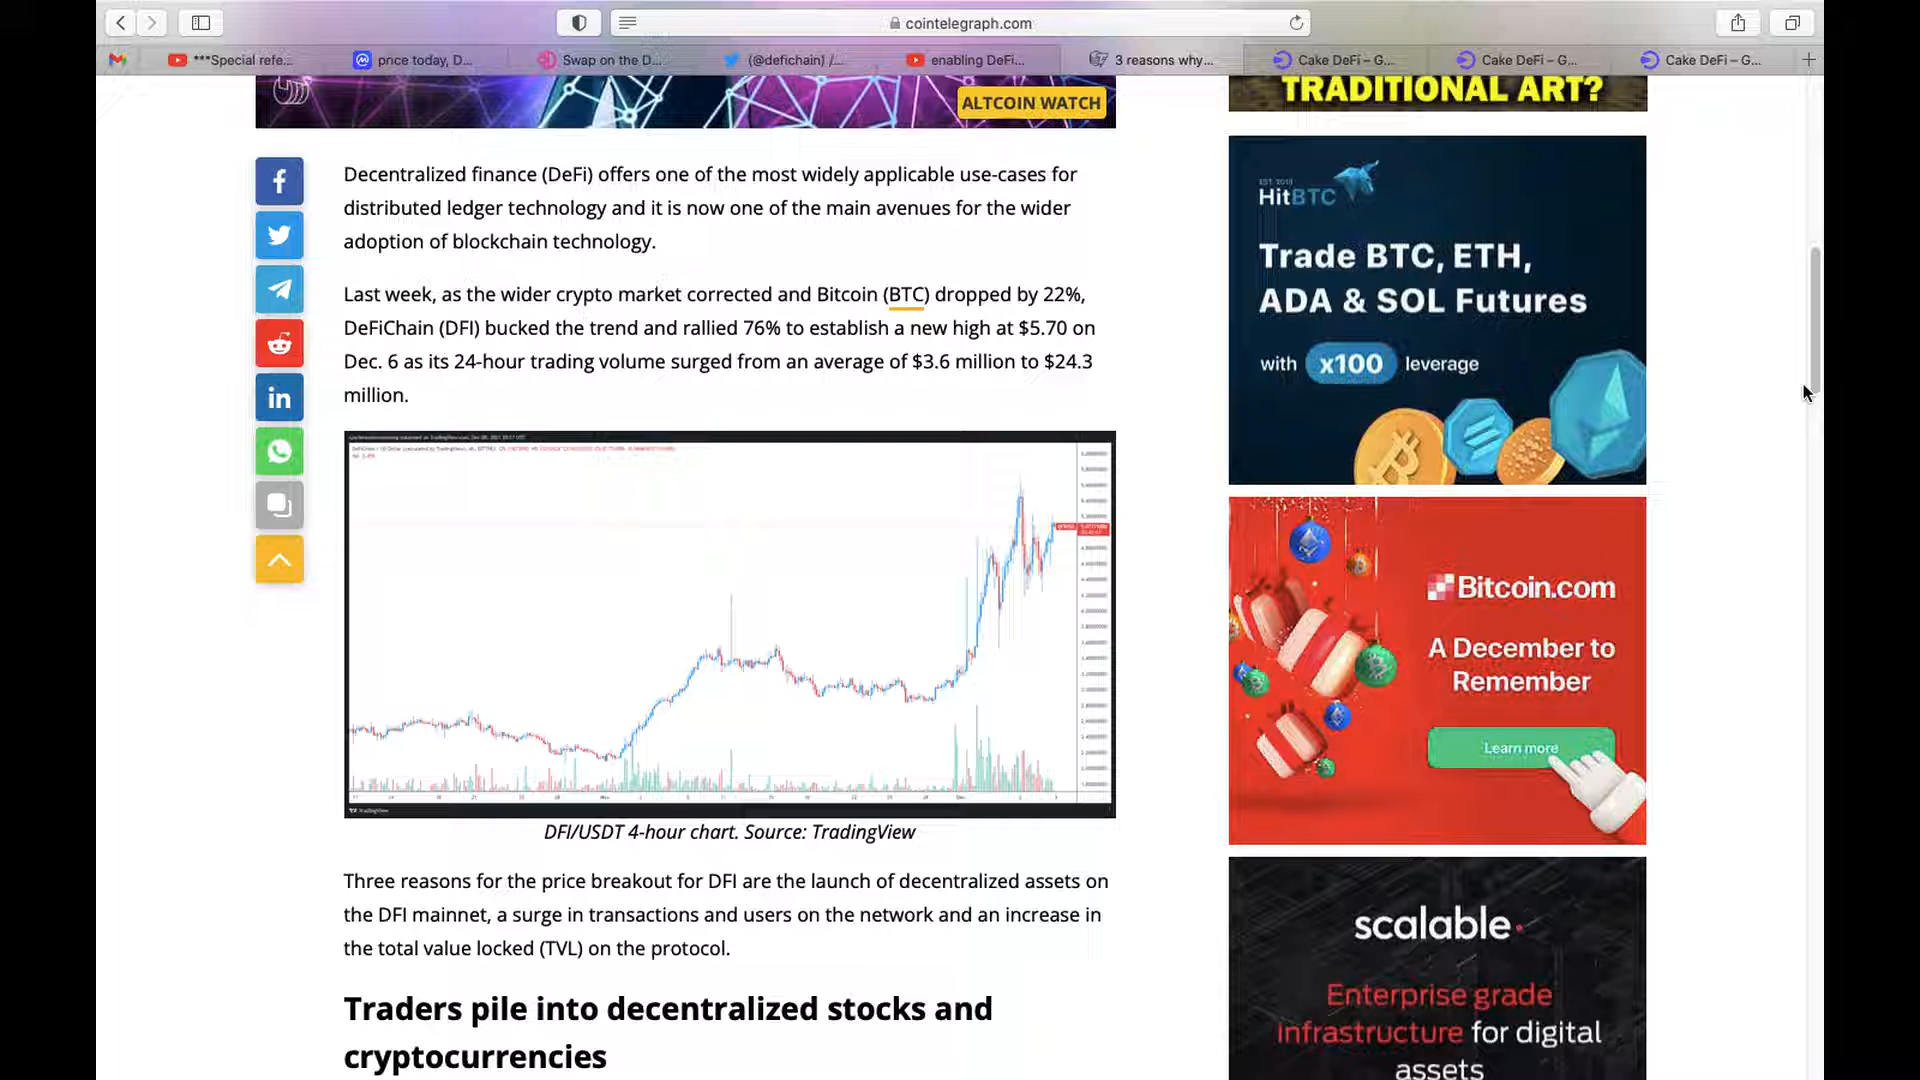 cointelegraph.com
***Special refe...
price today, D...
Swap on the D...
(@defichain) /...
enabling DeFi...
3 reasons why...
Cake DeFi – G...
Cake DeFi – G...
Cake DeFi – G...
ALTCOIN WATCH
TRADITIONAL ART?
Decentralized finance (DeFi) offers one of the most widely applicable use-cases for
distributed ledger technology and it is now one of the main avenues for the wider
adoption of blockchain technology.
Last week, as the wider crypto market corrected and Bitcoin (BTC) dropped by 22%,
DeFiChain (DFI) bucked the trend and rallied 76% to establish a new high at $5.70 on
Dec. 6 as its 24-hour trading volume surged from an average of $3.6 million to $24.3
million.
DFI/USDT 4-hour chart. Source: TradingView
Three reasons for the price breakout for DFI are the launch of decentralized assets on
the DFI mainnet, a surge in transactions and users on the network and an increase in
the total value locked (TVL) on the protocol.
Traders pile into decentralized stocks and
cryptocurrencies
EST. 2013
HitBTC
Trade BTC, ETH,
ADA & SOL Futures
with x100 leverage
Bitcoin.com
A December to
Remember
Learn more
scalable
Enterprise grade
infrastructure for digital
assets